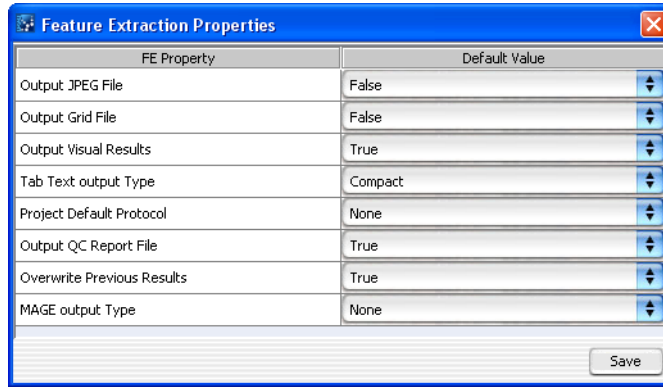 Feature Extraction Properties
FE Property Default Value
Output JPEG File False
Output Grid File False
Output Visual Results True
Tab Text output Type Compact
Project Default Protocol None
Output QC Report File True
Overwrite Previous Results True
MAGE output Type None
Save